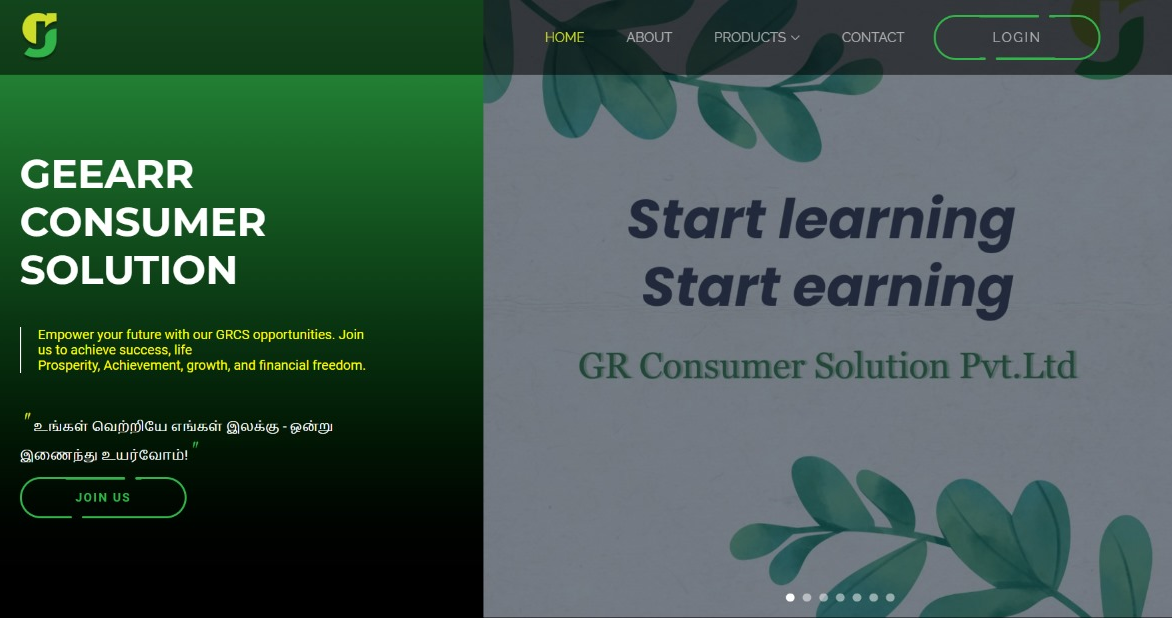 gr
HOME ABOUT PRODUCTS CONTACT LOGIN
GEEARR
CONSUMER
SOLUTION
Empower your future with our GRCS opportunities. Join
us to achieve success, life
Prosperity, Achievement, growth, and financial freedom.
" உங்கள் வெற்றியே எங்கள் இலக்கு - ஒன்று
இணைந்து உயர்வோம்! "
JOIN US
Start learning
Start earning
GR Consumer Solution Pvt.Ltd